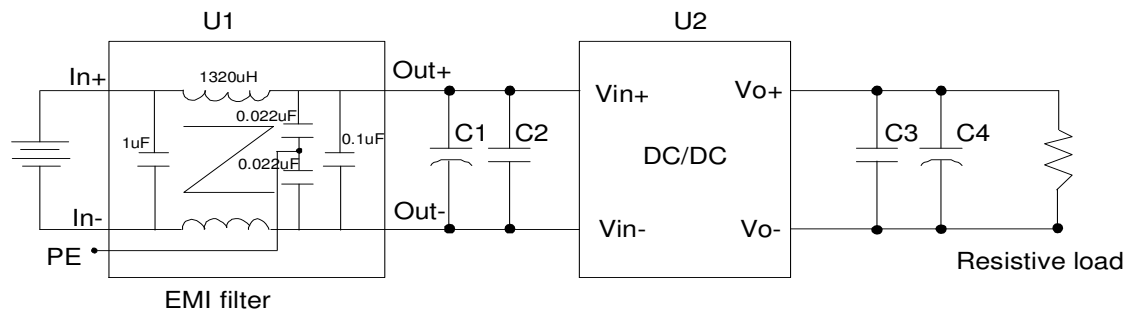 U1
U2
In+
1320uH
Out+
Vin+
Vo+
0.022uF
1uF
0.1uF
C1
C2
C3
C4
DC/DC
0.022uF
In-
Out-
Vin-
Vo-
PE
Resistive load
EMI filter